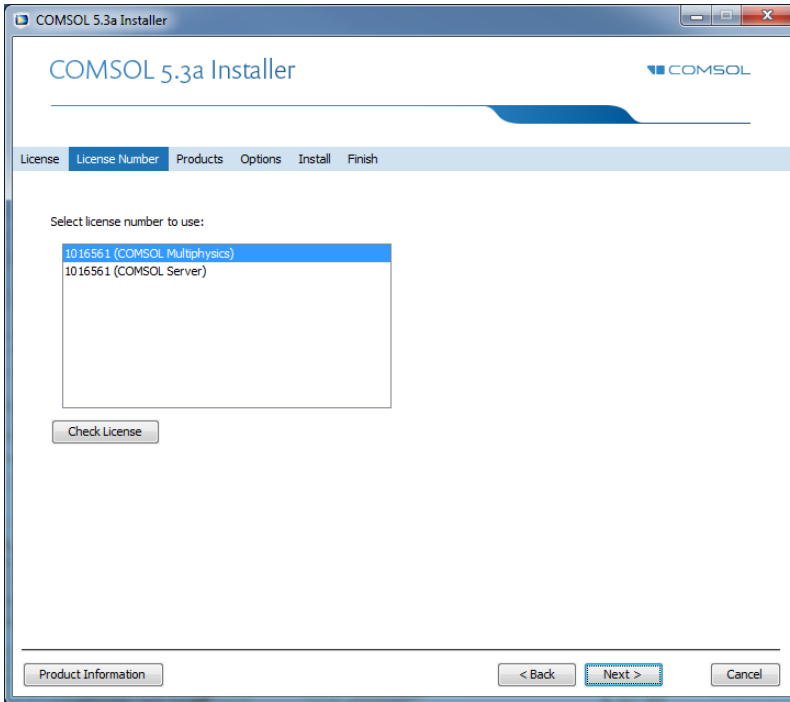 COMSOL 5.3a Installer
COMSOL 5.3a Installer
COMSOL
License License Number Products Options Install Finish
Select license number to use:
1016561 (COMSOL Multiphysics)
1016561 (COMSOL Server)
Check License
Product Information < Back Next > Cancel